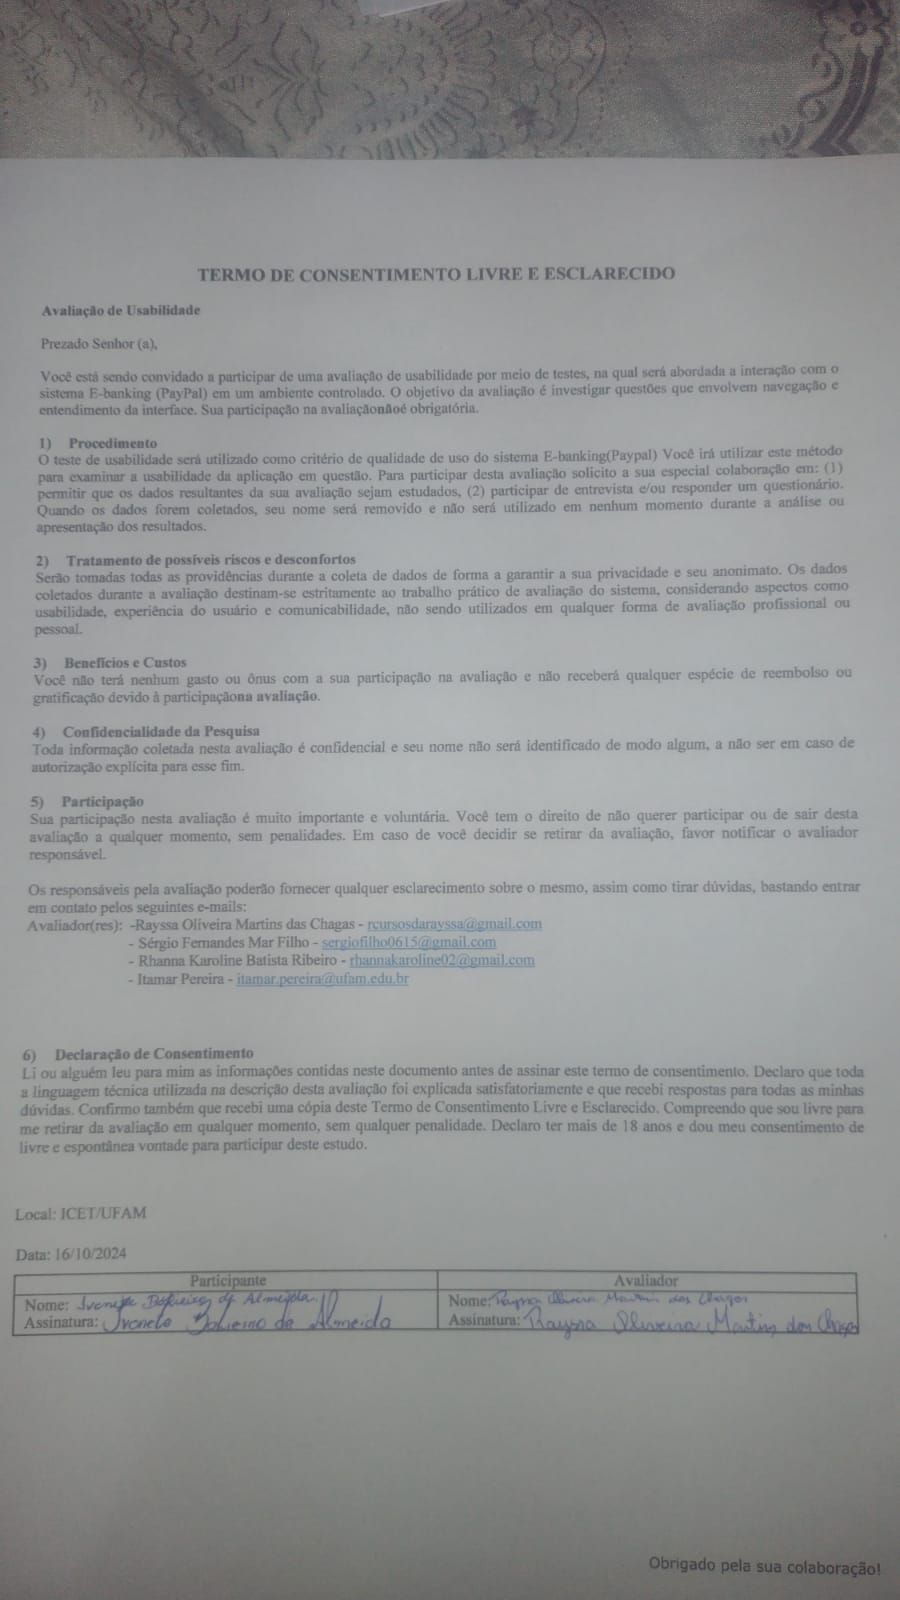 TERMO DE CONSENTIMENTO LIVRE E ESCLARECIDO
Avaliação de Usabilidade
Prezado Senhor (a),
Você está sendo convidado a participar de uma avaliação de usabilidade por meio de testes, na qual será abordada a interação com o
sistema E-banking (PayPal) em um ambiente controlado. O objetivo da avaliação é investigar questões que envolvem navegação e
entendimento da interface. Sua participação na avaliaçãonãoé obrigatória.
1) Procedimento
O teste de usabilidade será utilizado como critério de qualidade de uso do sistema E-banking(Paypal) Você irá utilizar este método
para examinar a usabilidade da aplicação em questão. Para participar desta avaliação solicito a sua especial colaboração em: (1)
permitir que os dados resultantes da sua avaliação sejam estudados, (2) participar de entrevista e/ou responder um questionário.
Quando os dados forem coletados, seu nome será removido e não será utilizado em nenhum momento durante a análise ou
apresentação dos resultados.
2) Tratamento de possíveis riscos e desconfortos
Serão tomadas todas as providências durante a coleta de dados de forma a garantir a sua privacidade e seu anonimato. Os dados
coletados durante a avaliação destinam-se estritamente ao trabalho prático de avaliação do sistema, considerando aspectos como
usabilidade, experiência do usuário e comunicabilidade, não sendo utilizados em qualquer forma de avaliação profissional ou
pessoal.
3) Benefícios e Custos
Você não terá nenhum gasto ou ônus com a sua participação na avaliação e não receberá qualquer espécie de reembolso ou
gratificação devido à participaçãona avaliação.
4) Confidencialidade da Pesquisa
Toda informação coletada nesta avaliação é confidencial e seu nome não será identificado de modo algum, a não ser em caso de
autorização explícita para esse fim.
5) Participação
Sua participação nesta avaliação é muito importante e voluntária. Você tem o direito de não querer participar ou de sair desta
avaliação a qualquer momento, sem penalidades. Em caso de você decidir se retirar da avaliação, favor notificar o avaliador
responsável.
Os responsáveis pela avaliação poderão fornecer qualquer esclarecimento sobre o mesmo, assim como tirar dúvidas, bastando entrar
em contato pelos seguintes e-mails:
Avaliador(res): -Rayssa Oliveira Martins das Chagas - rcursosdarayssa@gmail.com
- Sérgio Fernandes Mar Filho - sergiofilho0615@gmail.com
- Rhanna Karoline Batista Ribeiro - rhannakaroline02@gmail.com
- Itamar Pereira - itamar.pereira@ufam.edu.br
6) Declaração de Consentimento
Li ou alguém leu para mim as informações contidas neste documento antes de assinar este termo de consentimento. Declaro que toda
a linguagem técnica utilizada na descrição desta avaliação foi explicada satisfatoriamente e que recebi respostas para todas as minhas
dúvidas. Confirmo também que recebi uma cópia deste Termo de Consentimento Livre e Esclarecido. Compreendo que sou livre para
me retirar da avaliação em qualquer momento, sem qualquer penalidade. Declaro ter mais de 18 anos e dou meu consentimento de
livre e espontânea vontade para participar deste estudo.
Local: ICET/UFAM
Data: 16/10/2024
Participante Avaliador
Nome: de Almeida Nome: Rayssa Oliveira Martins das Chagas
Assinatura: de Almeida Assinatura: Rayssa Oliveira Martins das Chagas
Obrigado pela sua colaboração!